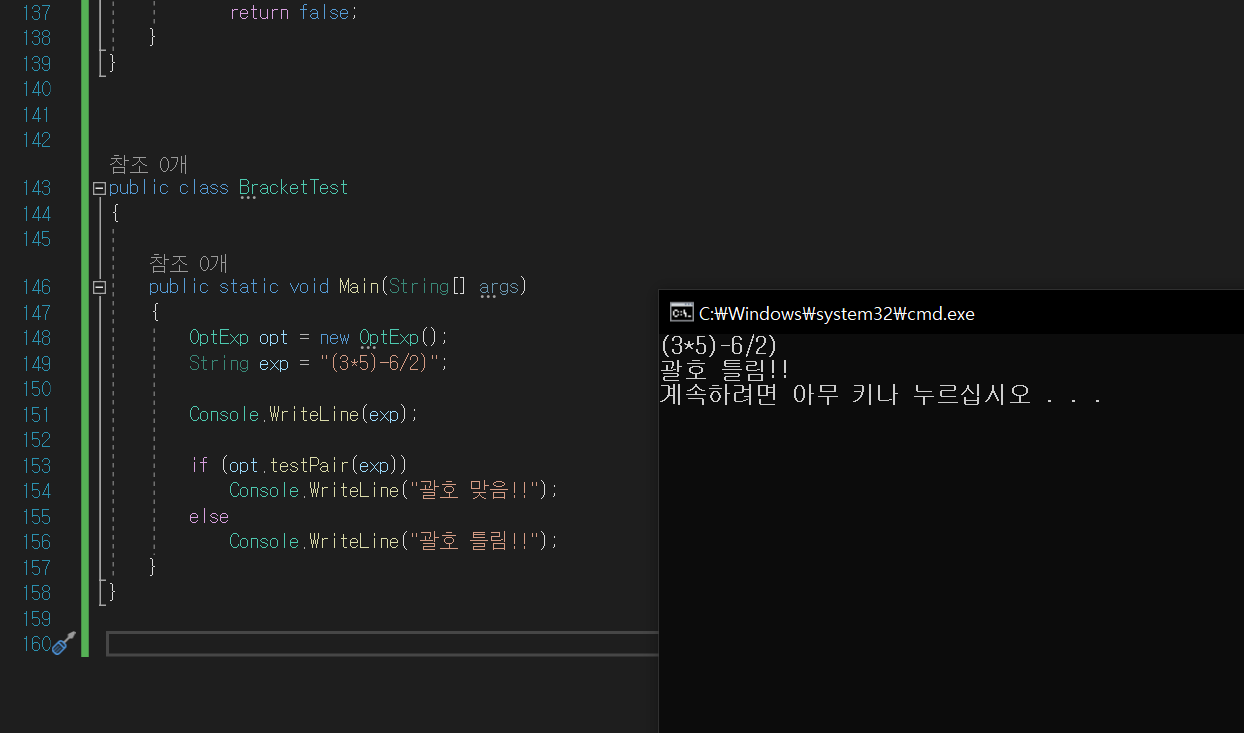 137 return false;
138 }
139 }
140
141
142
참조 0개
143 public class BracketTest
144 {
145
참조 0개
146 public static void Main(String[] args)
147 {
148 OptExp opt = new OptExp();
149 String exp = "(3*5)-6/2)";
150
151 Console.WriteLine(exp);
152
153 if (opt.testPair(exp))
154 Console.WriteLine("괄호 맞음!!");
155 else
156 Console.WriteLine("괄호 틀림!!");
157 }
158 }
159
160
C:₩Windows₩system32₩cmd.exe
(3*5)-6/2)
괄호 틀림!!
계속하려면 아무 키나 누르십시오 . . .